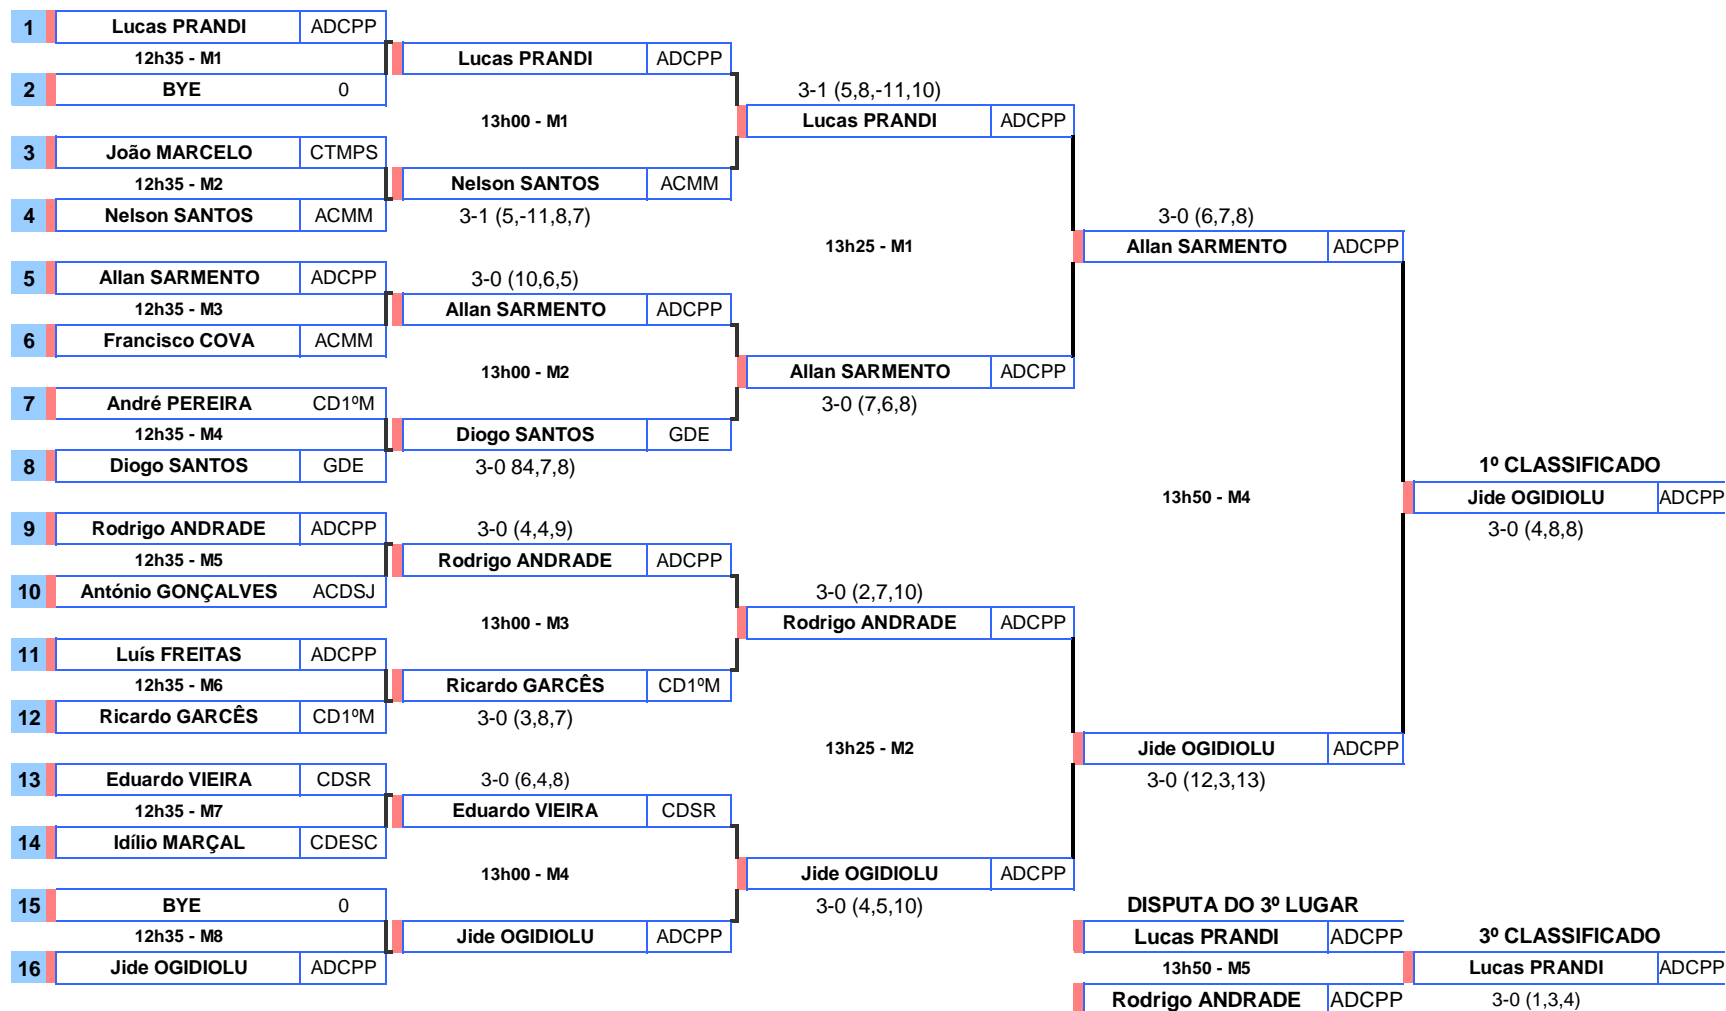 1 Lucas PRANDI ADCPP
12h35 - M1 Lucas PRANDI ADCPP
2 BYE 0 3-1 (5,8,-11,10)
13h00 - M1 Lucas PRANDI ADCPP
3 João MARCELO CTMPS
12h35 - M2 Nelson SANTOS ACMM
4 Nelson SANTOS ACMM 3-1 (5,-11,8,7) 3-0 (6,7,8)
13h25 - M1 Allan SARMENTO ADCPP
5 Allan SARMENTO ADCPP 3-0 (10,6,5)
12h35 - M3 Allan SARMENTO ADCPP
6 Francisco COVA ACMM
13h00 - M2 Allan SARMENTO ADCPP
7 André PEREIRA CD1ºM 3-0 (7,6,8)
12h35 - M4 Diogo SANTOS GDE
8 Diogo SANTOS GDE 3-0 84,7,8) 1º CLASSIFICADO
13h50 - M4 Jide OGIDIOLU ADCPP
9 Rodrigo ANDRADE ADCPP 3-0 (4,4,9) 3-0 (4,8,8)
12h35 - M5 Rodrigo ANDRADE ADCPP
10 António GONÇALVES ACDSJ 3-0 (2,7,10)
13h00 - M3 Rodrigo ANDRADE ADCPP
11 Luís FREITAS ADCPP
12h35 - M6 Ricardo GARCÊS CD1ºM
12 Ricardo GARCÊS CD1ºM 3-0 (3,8,7)
13h25 - M2 Jide OGIDIOLU ADCPP
13 Eduardo VIEIRA CDSR 3-0 (6,4,8) 3-0 (12,3,13)
12h35 - M7 Eduardo VIEIRA CDSR
14 Idílio MARÇAL CDESC
13h00 - M4 Jide OGIDIOLU ADCPP
15 BYE 0 3-0 (4,5,10) DISPUTA DO 3º LUGAR
12h35 - M8 Jide OGIDIOLU ADCPP Lucas PRANDI ADCPP 3º CLASSIFICADO
16 Jide OGIDIOLU ADCPP 13h50 - M5 Lucas PRANDI ADCPP
Rodrigo ANDRADE ADCPP 3-0 (1,3,4)